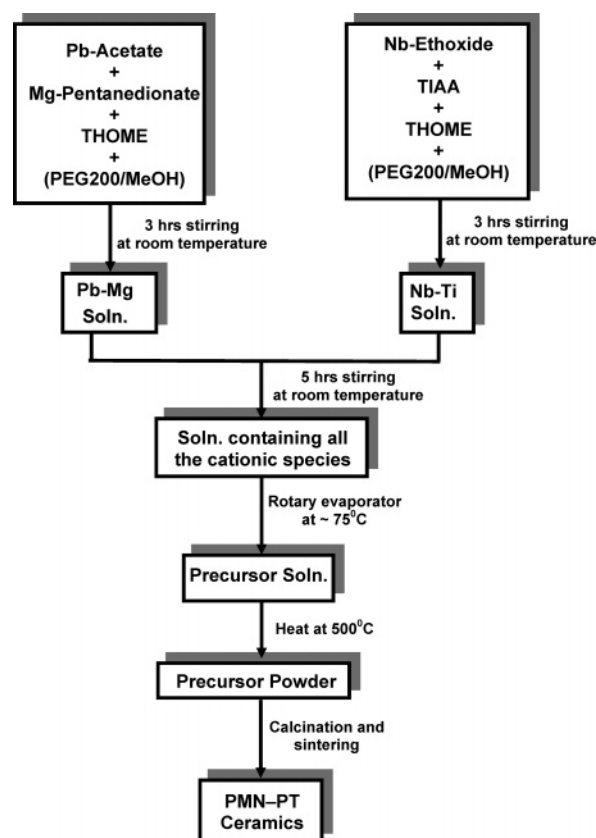 Pb-Acetate
+
Mg-Pentanedionate
+
THOME
+
(PEG200/MeOH)
Nb-Ethoxide
+
TIAA
+
THOME
+
(PEG200/MeOH)
3 hrs stirring
at room temperature
3 hrs stirring
at room temperature
Pb-Mg
Soln.
Nb-Ti
Soln.
5 hrs stirring
at room temperature
Soln. containing all
the cationic species
Rotary evaporator
at ~ 75⁰C
Precursor Soln.
Heat at 500⁰C
Precursor Powder
Calcination and
sintering
PMN–PT
Ceramics